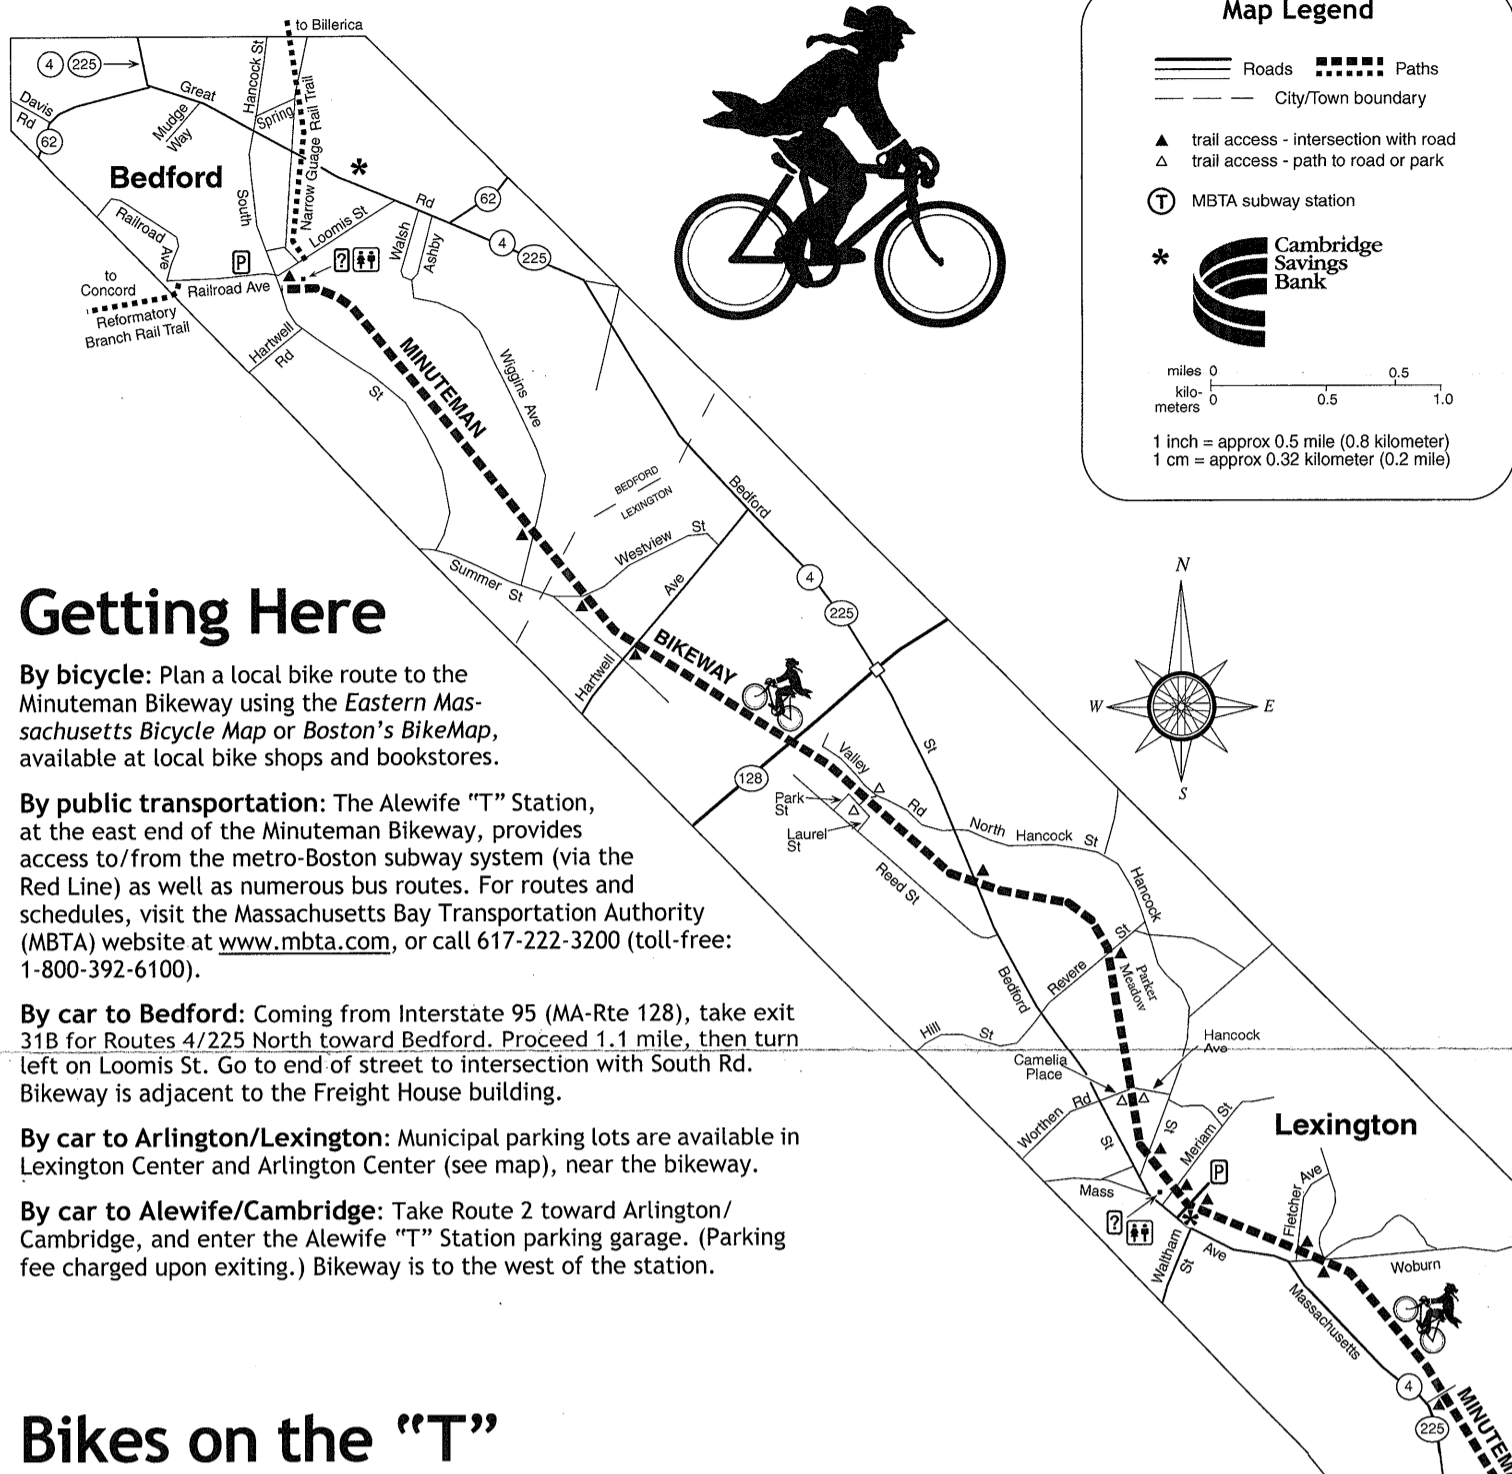 to Billerica
4 225
Hancock St
Great
Davis
Rd
62
Mudge
Way
Spring
Narrow Guage Rail Trail
*
Bedford
South
Loomis St
Rd
62
Walsh
Ashby
4
225
Railroad
Ave
P
?
to
Concord
Railroad Ave
Reformatory
Branch Rail Trail
Hartwell
Rd
St
MINUTEMAN
Wiggins Ave
BEDFORD
LEXINGTON
Bedford
Westview St
Summer St
Ave
Hartwell
BIKEWAY
4
225
128
St
Valley
Rd
Park
St
Laurel
St
Reed St
North Hancock St
Hancock
St
Revere
Parker
Meadow
Bedford
Hill St
Hancock
Ave
Camelia
Place
Worthen Rd
St
St
Meriam St
Lexington
P
Mass
?
*
Fletcher Ave
Waltham
St
Ave
Woburn
Massachusetts
4
225
MINUTEM
Map Legend
Roads Paths
City/Town boundary
trail access - intersection with road
trail access - path to road or park
T MBTA subway station
* Cambridge
Savings
Bank
miles 0 0.5
kilo-
meters 0 0.5 1.0
1 inch = approx 0.5 mile (0.8 kilometer)
1 cm = approx 0.32 kilometer (0.2 mile)
N
W E
S
Getting Here
By bicycle: Plan a local bike route to the
Minuteman Bikeway using the Eastern Mas-
sachusetts Bicycle Map or Boston's BikeMap,
available at local bike shops and bookstores.
By public transportation: The Alewife "T" Station,
at the east end of the Minuteman Bikeway, provides
access to/from the metro-Boston subway system (via the
Red Line) as well as numerous bus routes. For routes and
schedules, visit the Massachusetts Bay Transportation Authority
(MBTA) website at www.mbta.com, or call 617-222-3200 (toll-free:
1-800-392-6100).
By car to Bedford: Coming from Interstate 95 (MA-Rte 128), take exit
31B for Routes 4/225 North toward Bedford. Proceed 1.1 mile, then turn
left on Loomis St. Go to end of street to intersection with South Rd.
Bikeway is adjacent to the Freight House building.
By car to Arlington/Lexington: Municipal parking lots are available in
Lexington Center and Arlington Center (see map), near the bikeway.
By car to Alewife/Cambridge: Take Route 2 toward Arlington/
Cambridge, and enter the Alewife "T" Station parking garage. (Parking
fee charged upon exiting.) Bikeway is to the west of the station.
Bikes on the "T"